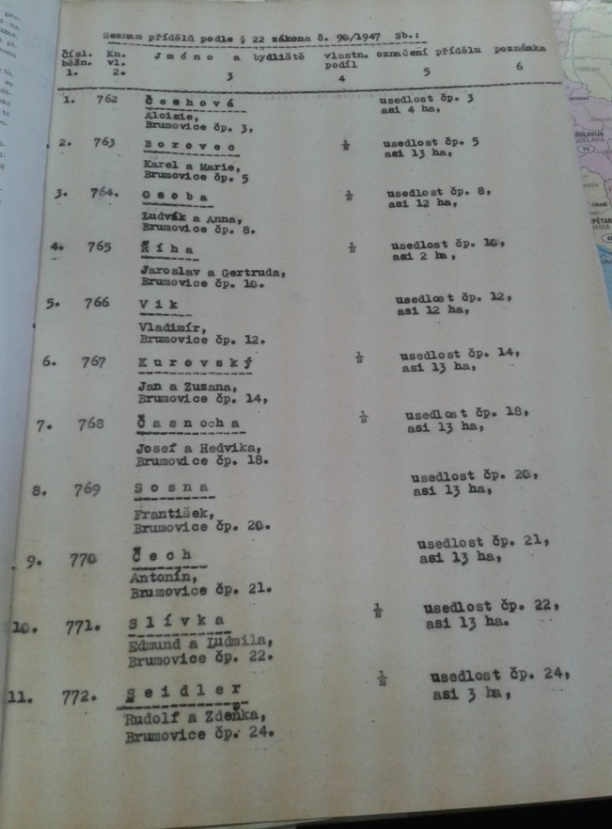 Seznam přídělů podle § 22 zákona č. 90/1947 Sb.:
čísl. Kn. J m é n o a bydliště vlastn. označení přídělu poznámka
běžn. vl. podíl
1. 2. 3 4 5 6
1. 762 Č e s h o v á usedlost čp. 3
Aloisie, asi 4 ha,
Brumovice čp. 3,
2. 763 B o r o v e c ½ usedlost čp. 5
asi 13 ha,
Karel a Marie,
Brumovice čp. 5
3. 764. O s o b a ½ usedlost čp. 8,
asi 12 ha,
Ludvík a Anna,
Brumovice čp. 8.
4. 765 Ř í h a ½ usedlost čp. 10,
asi 2 ha,
Jaroslav a Gertruda,
Brumovice čp. 10.
5. 766 V i k usedlost čp. 12,
asi 12 ha,
Vladimír,
Brumovice čp. 12.
6. 767 K u r o v s k ý ½ usedlost čp. 14,
asi 13 ha,
Jan a Zuzana,
Brumovice čp. 14,
7. 768 Č a s n o c h a ½ usedlost čp. 18,
asi 13 ha,
Josef a Hedvika,
Brumovice čp. 18.
8. 769 S o s n a usedlost čp. 20,
asi 13 ha,
František,
Brumovice čp. 20.
9. 770 Č e c h usedlost čp. 21,
asi 13 ha,
Antonín,
Brumovice čp. 21.
10. 771. S l í v k a ½ usedlost čp. 22,
asi 13 ha.
Edmund a Ludmila,
Brumovice čp. 22.
11. 772. S e i d l e r ½ usedlost čp. 24,
asi 3 ha,
Rudolf a Zdeňka,
Brumovice čp. 24.